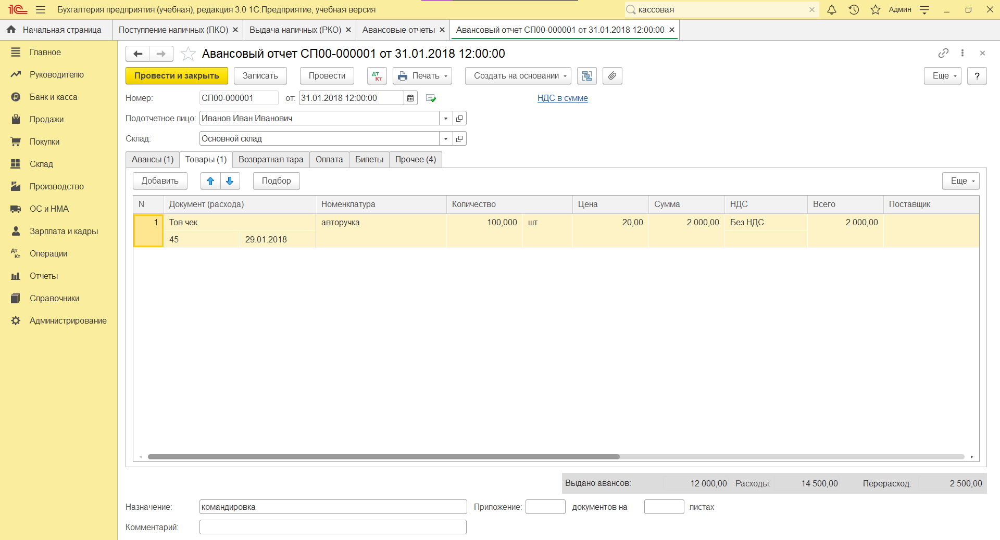 1С Бухгалтерия предприятия (учебная), редакция 3.0 1С:Предприятие, учебная версия кассовая Админ
Начальная страница Поступление наличных (ПКО) Выдача наличных (РКО) Авансовые отчеты Авансовый отчет СП00-000001 от 31.01.2018 12:00:00
Главное
Руководителю
Банк и касса
Продажи
Покупки
Склад
Производство
ОС и НМА
Зарплата и кадры
Дт Кт Операции
Отчеты
Справочники
Администрирование
Авансовый отчет СП00-000001 от 31.01.2018 12:00:00
Провести и закрыть Записать Провести Дт Кт Печать Создать на основании Еще ?
Номер: СП00-000001 от: 31.01.2018 12:00:00 НДС в сумме
Подотчетное лицо: Иванов Иван Иванович
Склад: Основной склад
Авансы (1) Товары (1) Возвратная тара Оплата Билеты Прочее (4)
Добавить Подбор Еще
N Документ (расхода) Номенклатура Количество Цена Сумма НДС Всего Поставщик
1 Тов чек авторучка 100,000 шт 20,00 2 000,00 Без НДС 2 000,00
45 29.01.2018
Выдано авансов: 12 000,00 Расходы: 14 500,00 Перерасход: 2 500,00
Назначение: командировка Приложение: документов на листах
Комментарий: